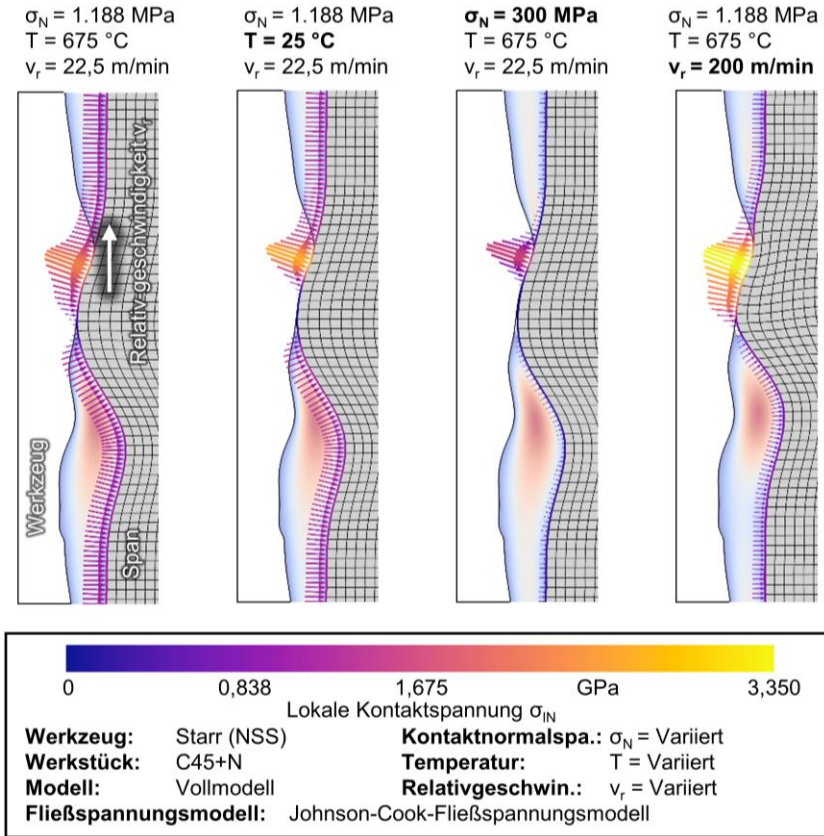 σN = 1.188 MPa
T = 675 °C
vr = 22,5 m/min
σN = 1.188 MPa
T = 25 °C
vr = 22,5 m/min
σN = 300 MPa
T = 675 °C
vr = 22,5 m/min
σN = 1.188 MPa
T = 675 °C
vr = 200 m/min
Werkzeug
Relativ-geschwindigkeit vr
Span
0 0,838 1,675 GPa 3,350
Lokale Kontaktspannung σIN
Werkzeug: Starr (NSS) Kontaktnormalspa.: σN = Variiert
Werkstück: C45+N Temperatur: T = Variiert
Modell: Vollmodell Relativgeschwin.: vr = Variiert
Fließspannungsmodell: Johnson-Cook-Fließspannungsmodell